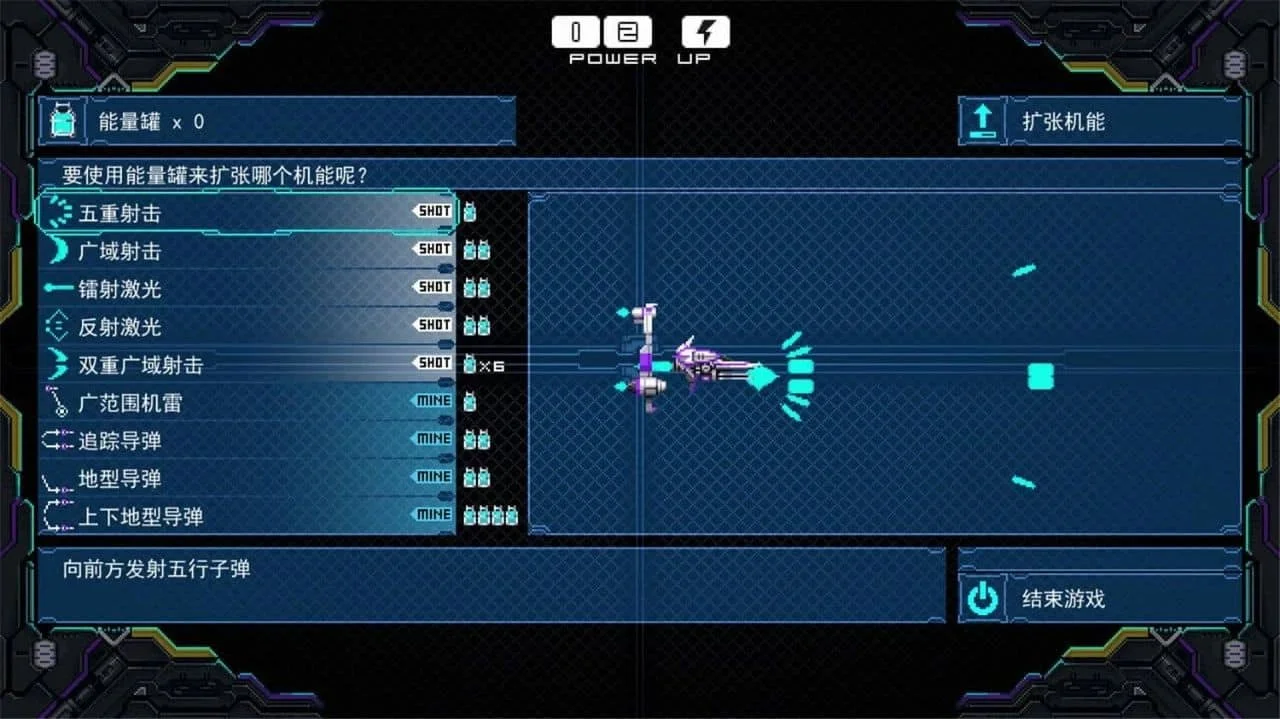 1 2
POWER UP
能量罐 x 0
扩张机能
要使用能量罐来扩张哪个机能呢?
五重射击 SHOT
广域射击 SHOT
镭射激光 SHOT
反射激光 SHOT
双重广域射击 SHOT x6
广范围机雷 MINE
追踪导弹 MINE
地型导弹 MINE
上下地型导弹 MINE
向前方发射五行子弹
结束游戏